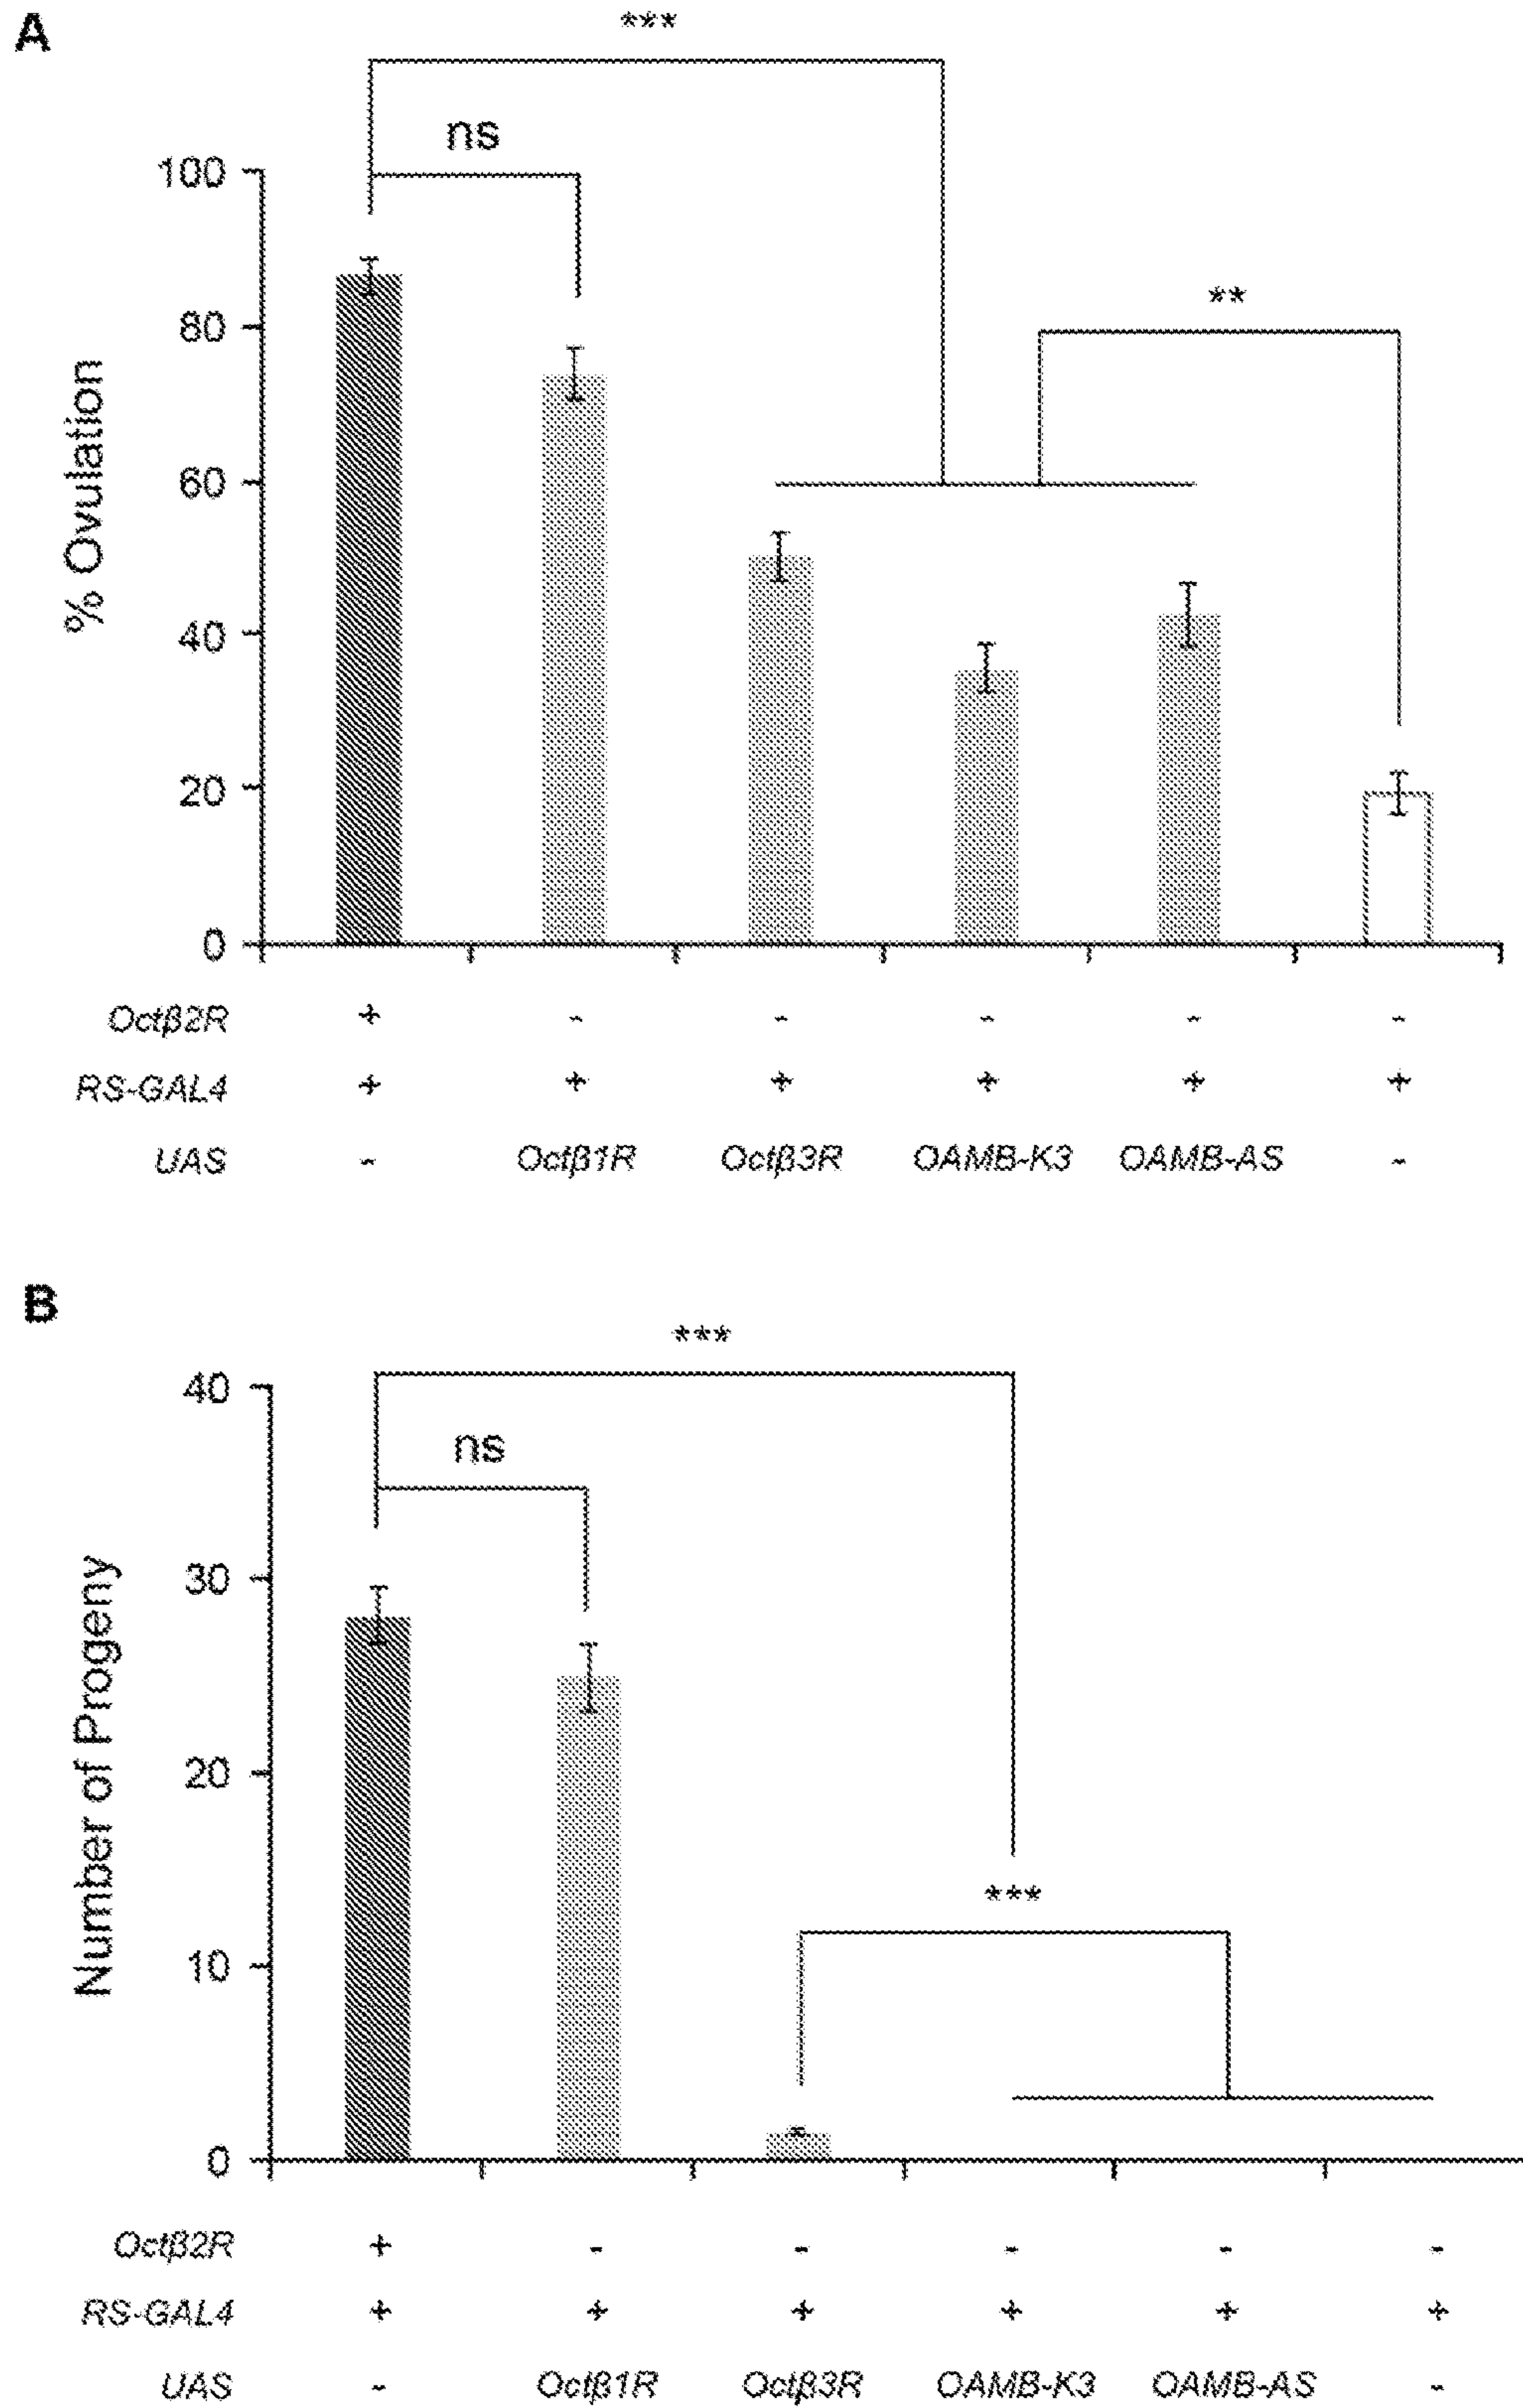 A
***
ns
100
**
80
60
40
20
0
% Ovulation
Octβ2R + - - - - -
RS-GAL4 + + + + + +
UAS - Octβ1R Octβ3R OAMB-K3 OAMB-AS -
B
***
40
ns
30
20
***
10
0
Number of Progeny
Octβ2R + - - - - -
RS-GAL4 + + + + + +
UAS - Octβ1R Octβ3R OAMB-K3 OAMB-AS -